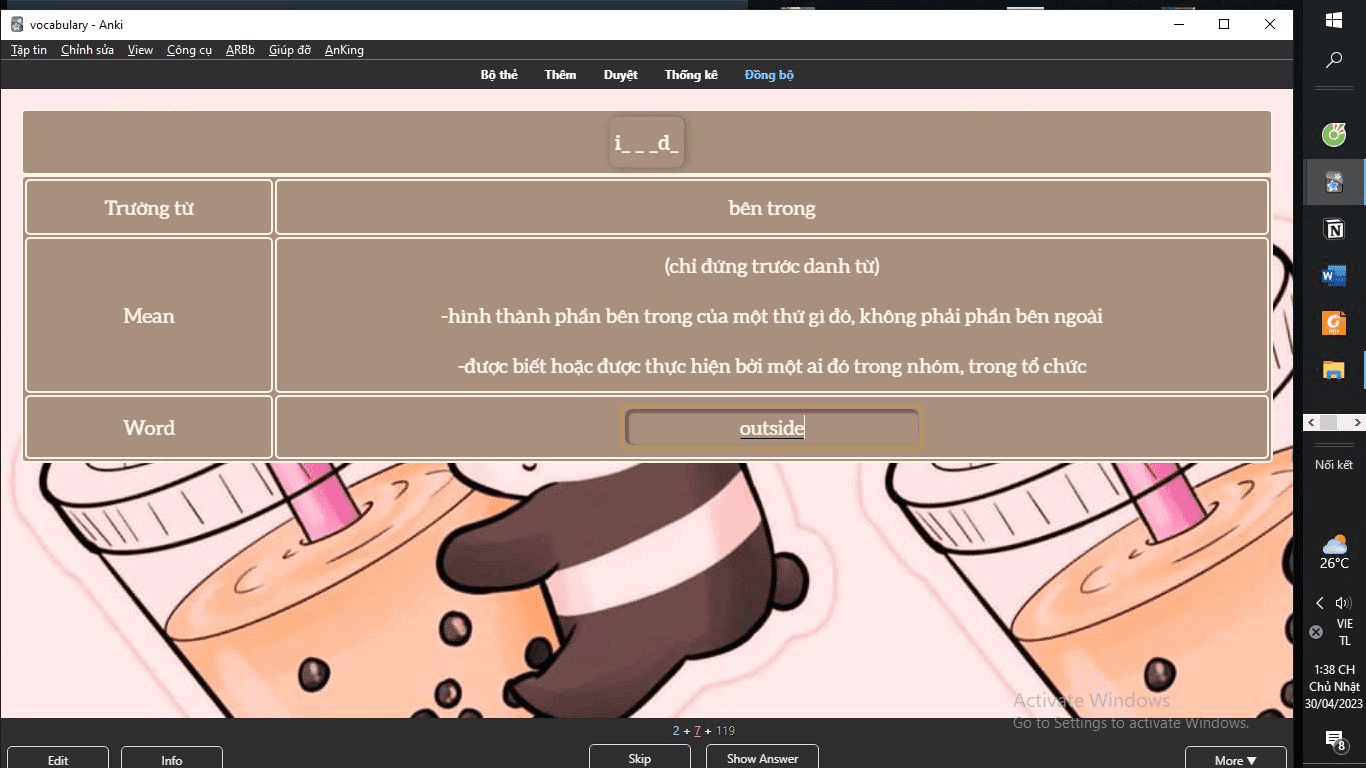 vocabulary - Anki
Tập tin Chỉnh sửa View Công cụ ARBb Giúp đỡ AnKing
Bộ thẻ Thêm Duyệt Thống kê Đồng bộ
i_ _ _d_
Trường từ bên trong
(chỉ đứng trước danh từ)
Mean -hình thành phần bên trong của một thứ gì đó, không phải phần bên ngoài
-được biết hoặc được thực hiện bởi một ai đó trong nhóm, trong tổ chức
Word outside
Activate Windows
Go to Settings to activate Windows.
2 + 7 + 119
Edit Info Skip Show Answer More ▼
Nối kết
26°C
VIE
TL
1:38 CH
Chủ Nhật
30/04/2023
8